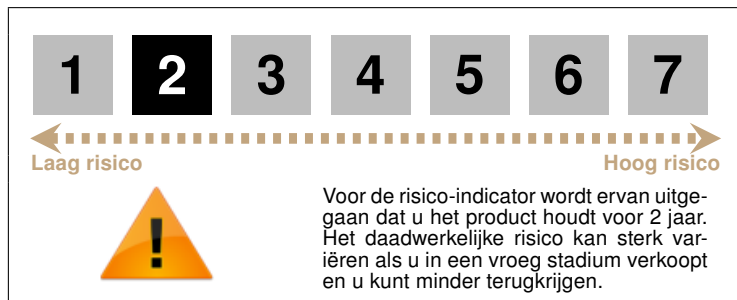 1 2 3 4 5 6 7
Laag risico Hoog risico
!
Voor de risico-indicator wordt ervan uitge-
gaan dat u het product houdt voor 2 jaar.
Het daadwerkelijke risico kan sterk var-
iëren als u in een vroeg stadium verkoopt
en u kunt minder terugkrijgen.